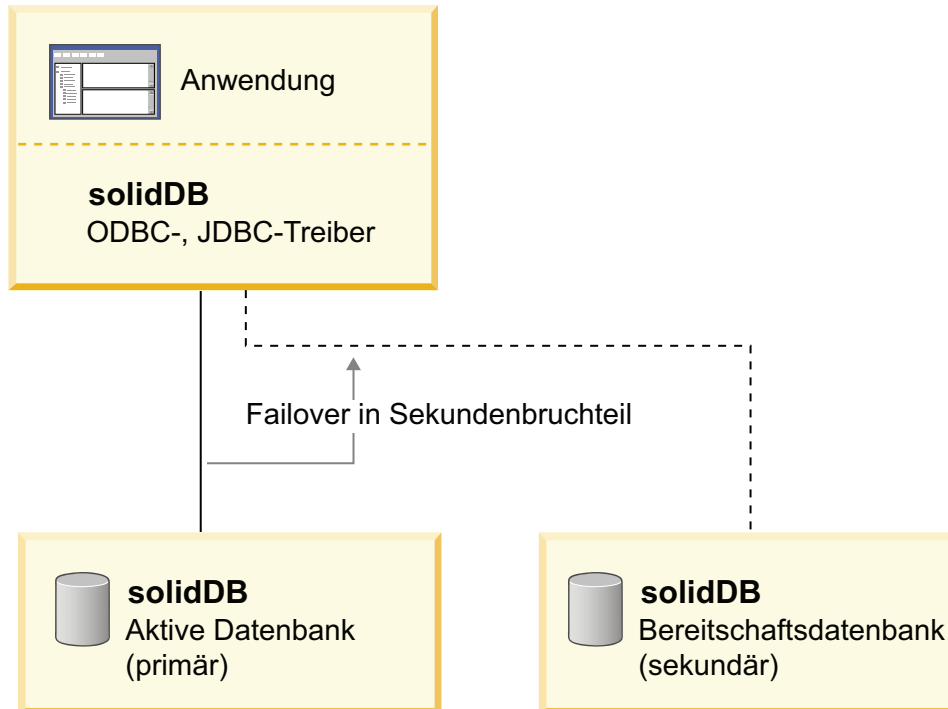 Anwendung
solidDB
ODBC-, JDBC-Treiber
Failover in Sekundenbruchteil
solidDB
Aktive Datenbank
(primär)
solidDB
Bereitschaftsdatenbank
(sekundär)